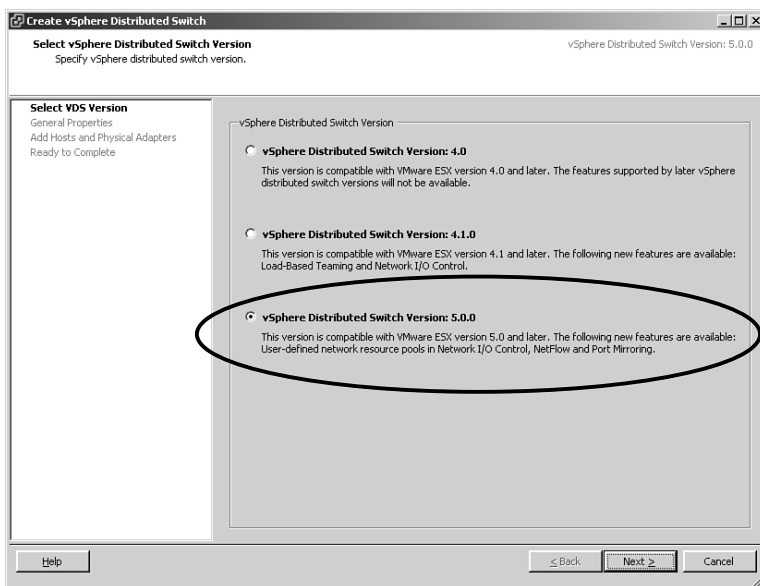 Create vSphere Distributed Switch
Select vSphere Distributed Switch Version
Specify vSphere distributed switch version.
vSphere Distributed Switch Version: 5.0.0
Select VDS Version
General Properties
Add Hosts and Physical Adapters
Ready to Complete
vSphere Distributed Switch Version
vSphere Distributed Switch Version: 4.0
This version is compatible with VMware ESX version 4.0 and later. The features supported by later vSphere
distributed switch versions will not be available.
vSphere Distributed Switch Version: 4.1.0
This version is compatible with VMware ESX version 4.1 and later. The following new features are available:
Load-Based Teaming and Network I/O Control.
vSphere Distributed Switch Version: 5.0.0
This version is compatible with VMware ESX version 5.0 and later. The following new features are available:
User-defined network resource pools in Network I/O Control, NetFlow and Port Mirroring.
Help
< Back
Next >
Cancel